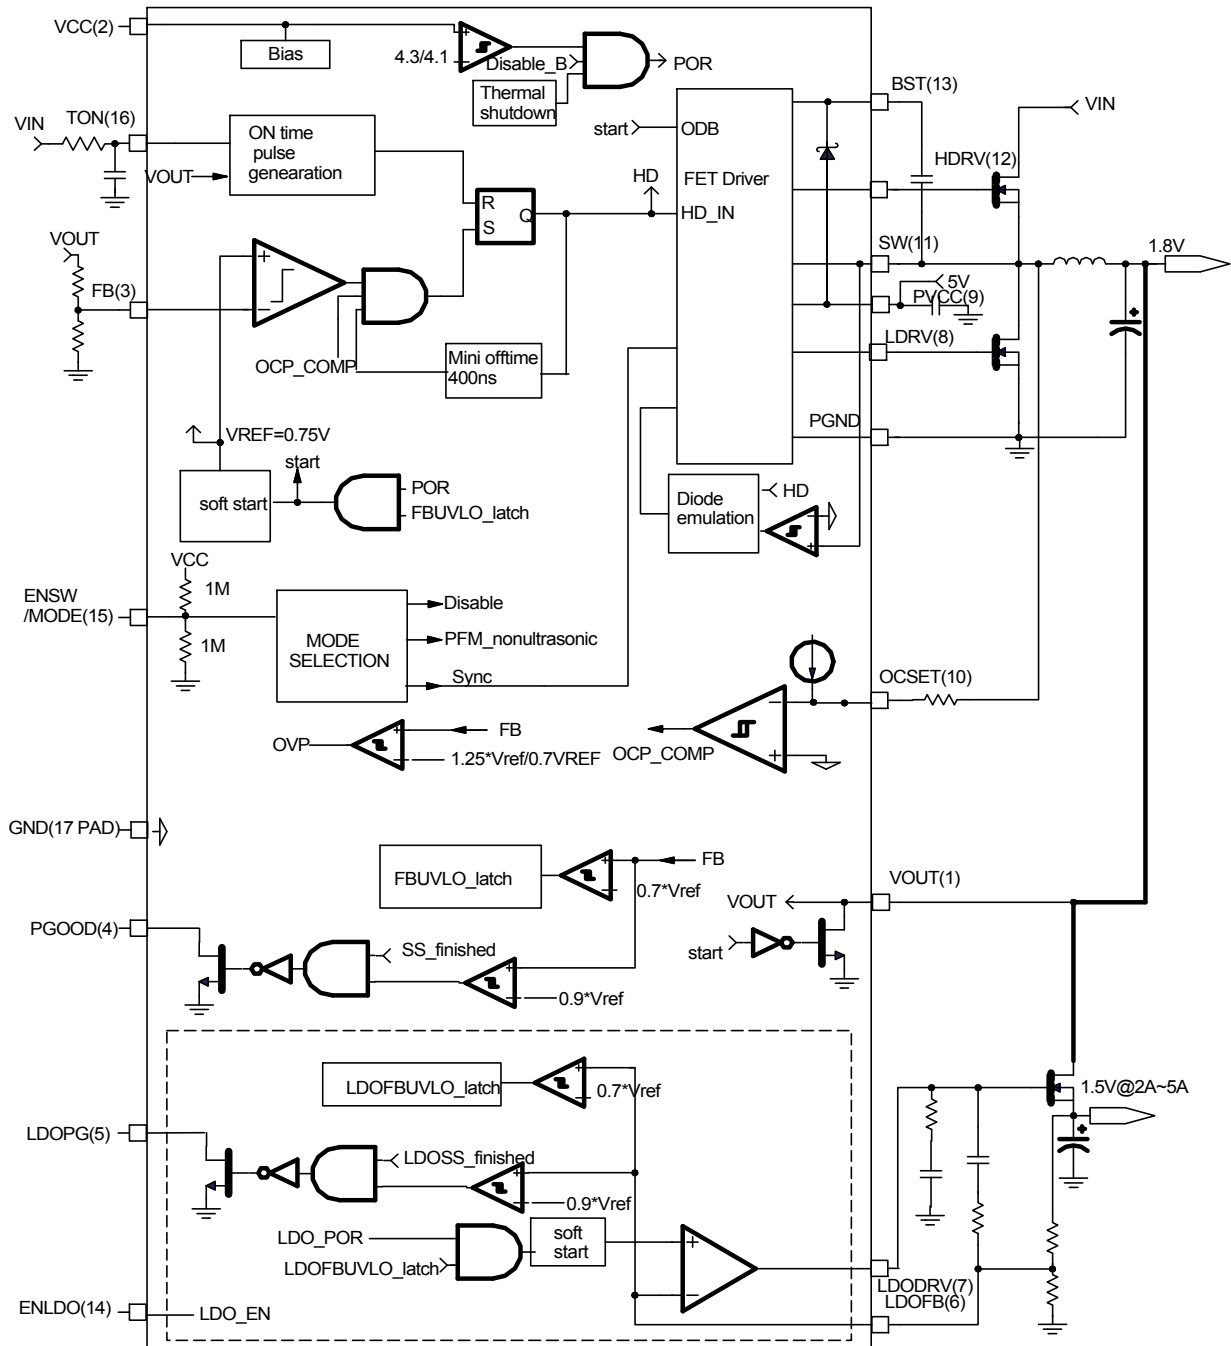 VCC(2)
Bias
4.3/4.1
Disable_B
POR
Thermal
shutdown
BST(13)
VIN
TON(16)
VIN
ON time
pulse
genearation
VOUT
start
ODB
FET Driver
HD
HD_IN
HDRV(12)
R
S
Q
SW(11)
1.8V
VOUT
FB(3)
5V
PVCC(9)
LDRV(8)
OCP_COMP
Mini offtime
400ns
PGND
VREF=0.75V
start
soft start
POR
FBUVLO_latch
Diode
emulation
HD
VCC
1M
ENSW
/MODE(15)
1M
MODE
SELECTION
Disable
PFM_nonultrasonic
Sync
OCSET(10)
OVP
FB
1.25*Vref/0.7VREF
OCP_COMP
GND(17 PAD)
FBUVLO_latch
FB
0.7*Vref
VOUT
VOUT(1)
PGOOD(4)
SS_finished
start
0.9*Vref
LDOFBUVLO_latch
0.7*Vref
1.5V@2A~5A
LDOPG(5)
LDOSS_finished
0.9*Vref
LDO_POR
soft
start
LDOFBUVLO_latch
LDODRV(7)
LDOFB(6)
ENLDO(14)
LDO_EN